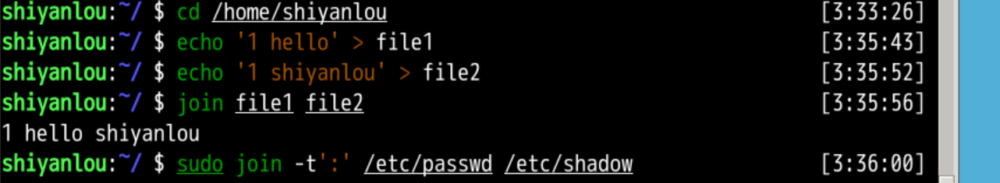 shiyanlou:~/ $ cd /home/shiyanlou [3:33:26]
shiyanlou:~/ $ echo '1 hello' > file1 [3:35:43]
shiyanlou:~/ $ echo '1 shiyanlou' > file2 [3:35:52]
shiyanlou:~/ $ join file1 file2 [3:35:56]
1 hello shiyanlou
shiyanlou:~/ $ sudo join -t':' /etc/passwd /etc/shadow [3:36:00]